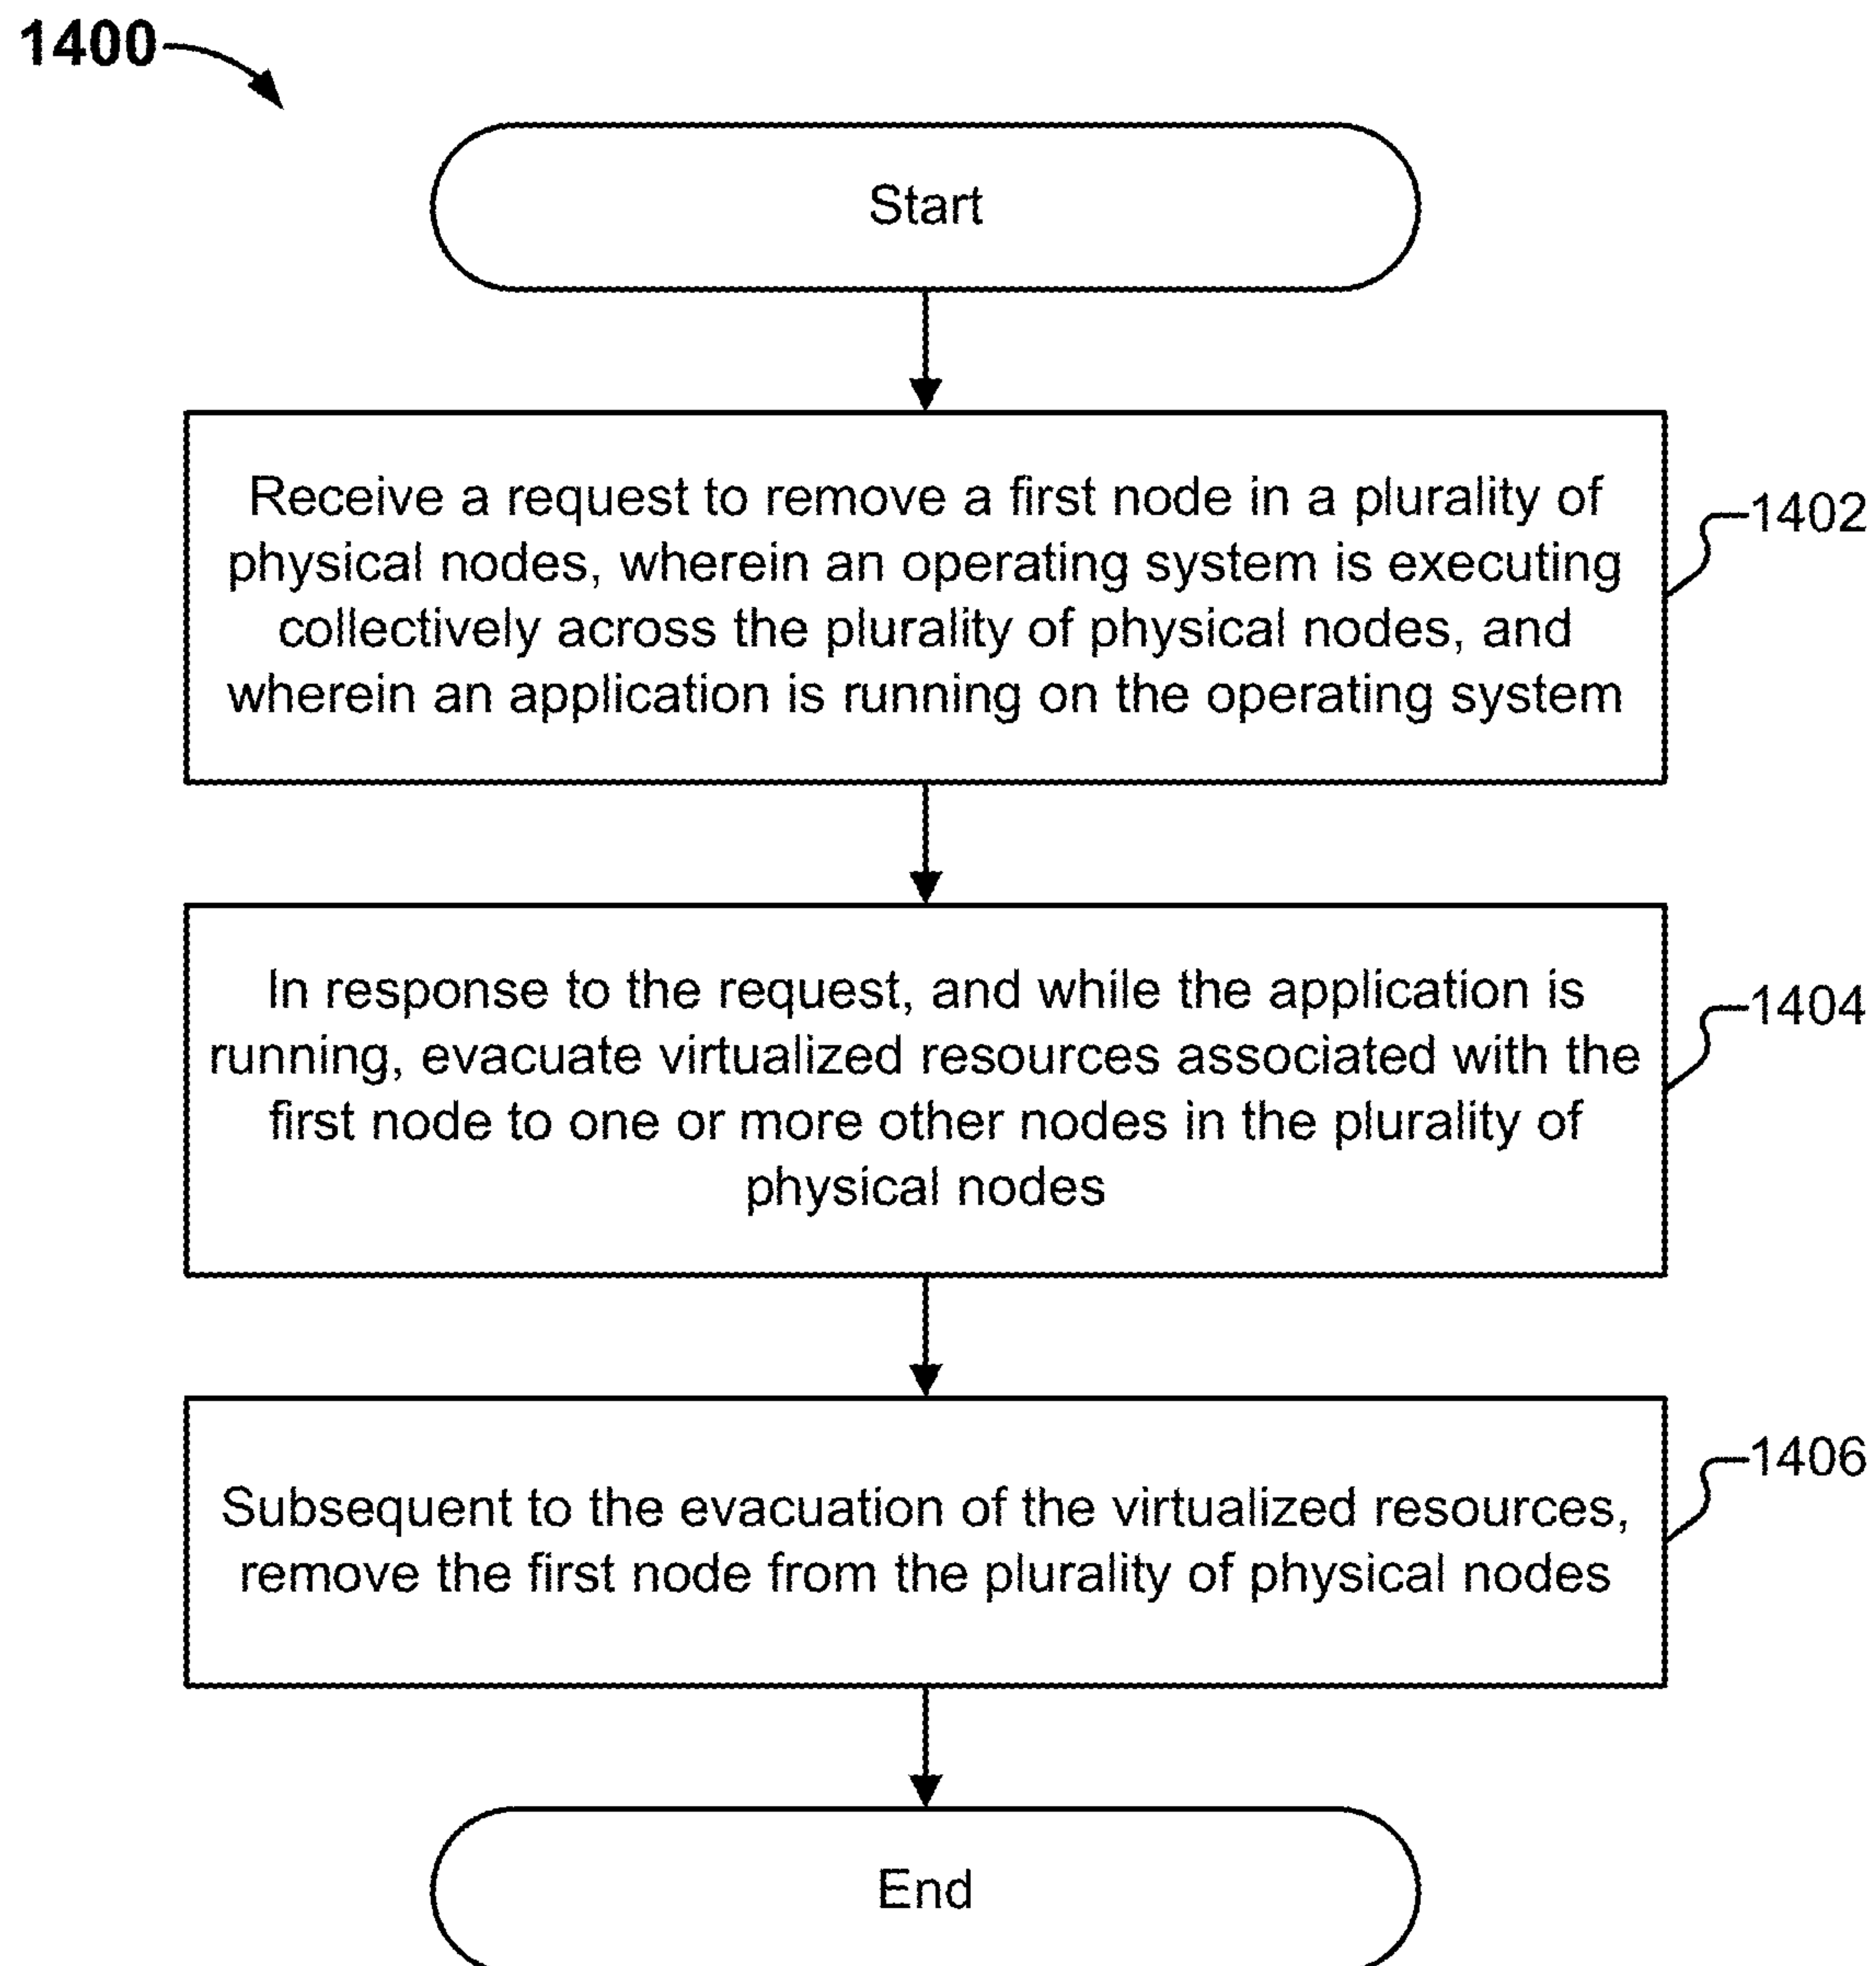 1400
Start
Receive a request to remove a first node in a plurality of
physical nodes, wherein an operating system is executing
collectively across the plurality of physical nodes, and
wherein an application is running on the operating system
1402
In response to the request, and while the application is
running, evacuate virtualized resources associated with the
first node to one or more other nodes in the plurality of
physical nodes
1404
Subsequent to the evacuation of the virtualized resources,
remove the first node from the plurality of physical nodes
1406
End